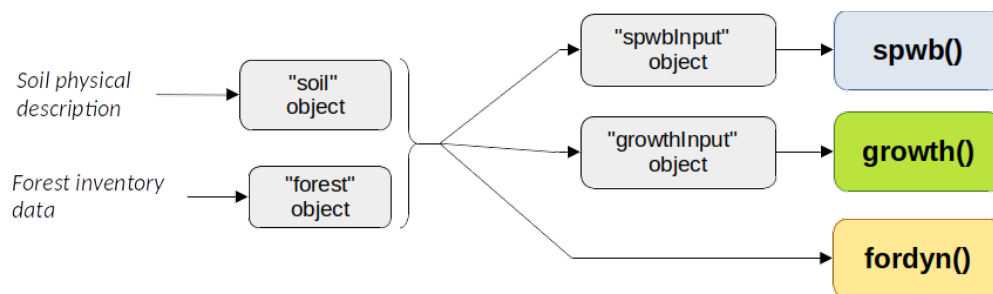 Soil physical
description
"soil"
object
Forest inventory
data
"forest"
object
"spwbInput"
object
spwb()
"growthInput"
object
growth()
fordyn()